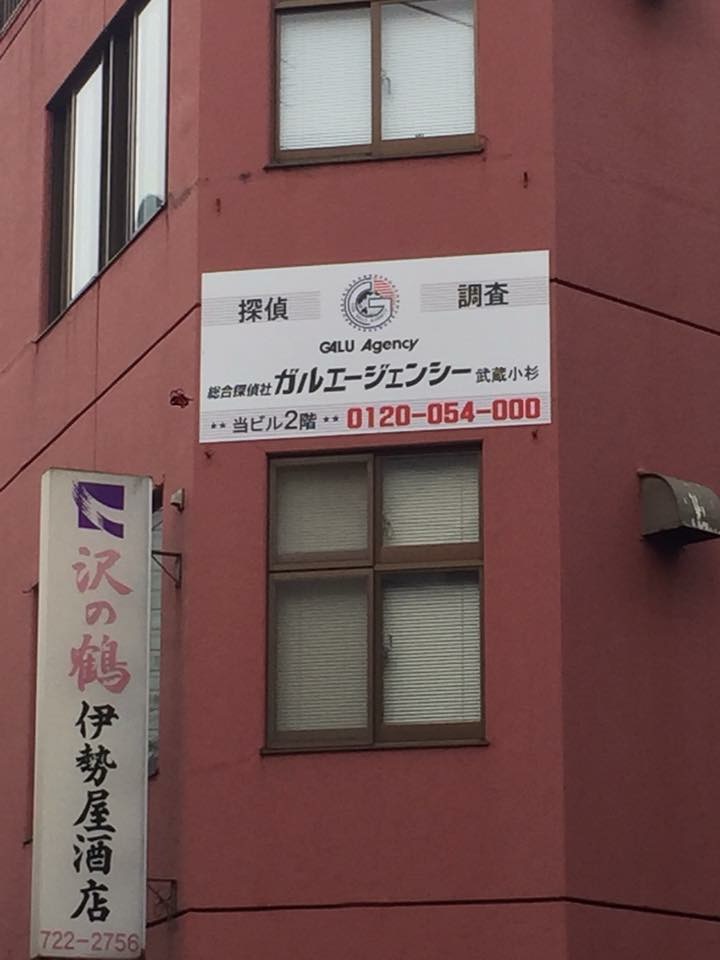 探偵 調査
GALU Agency
総合探偵社 ガルエージェンシー 武蔵小杉
** 当ビル2階 ** 0120-054-000
沢の鶴
伊勢屋酒店
722-2756